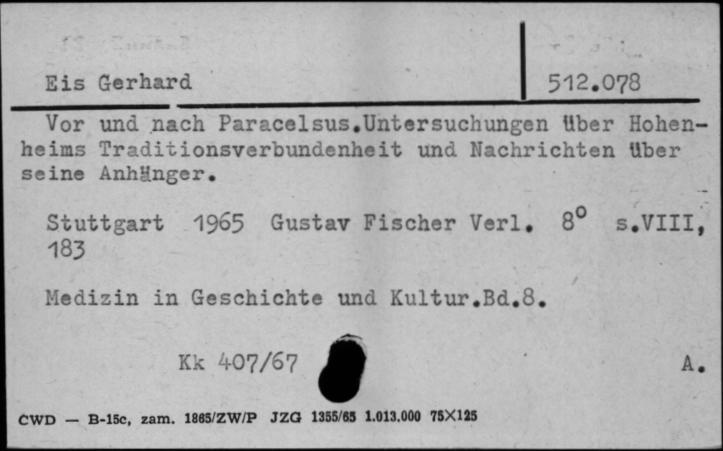 Eis Gerhard 512.078
Vor und nach Paracelsus.Untersuchungen über Hohen-
heims Traditionsverbundenheit und Nachrichten über
seine Anhänger.
Stuttgart 1965 Gustav Fischer Verl. 8° s.VIII,
183
Medizin in Geschichte und Kultur.Bd.8.
Kk 407/67 A.
CWD — B-15c, zam. 1865/ZW/P JZG 1355/65 1.013.000 75X125